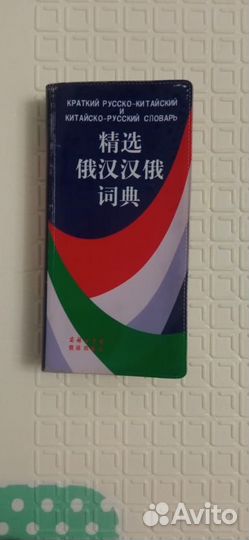 КРАТКИЙ РУССКО-КИТАЙСКИЙ
И
КИТАЙСКО-РУССКИЙ СЛОВАРЬ
精选
俄汉汉俄
词典
Avito